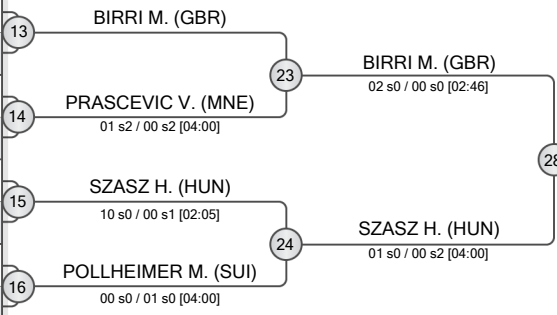 13
BIRRI M. (GBR)
23
BIRRI M. (GBR)
02 s0 / 00 s0 [02:46]
14
PRASCEVIC V. (MNE)
01 s2 / 00 s2 [04:00]
28
15
SZASZ H. (HUN)
10 s0 / 00 s1 [02:05]
24
SZASZ H. (HUN)
01 s0 / 00 s2 [04:00]
16
POLLHEIMER M. (SUI)
00 s0 / 01 s0 [04:00]